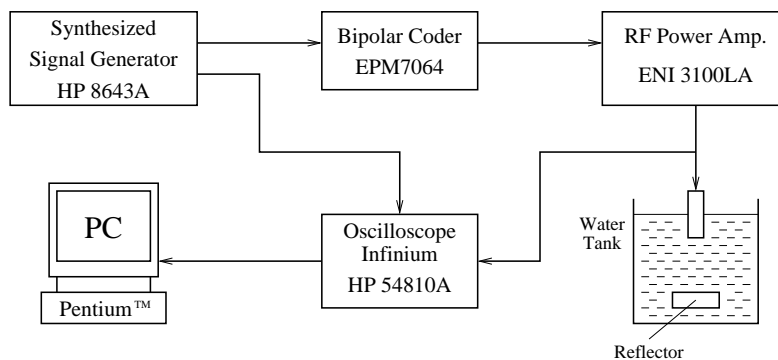 Synthesized
Signal Generator
HP 8643A
Bipolar Coder
EPM7064
RF Power Amp.
ENI 3100LA
PC
Pentium™
Oscilloscope
Infinium
HP 54810A
Water
Tank
Reflector